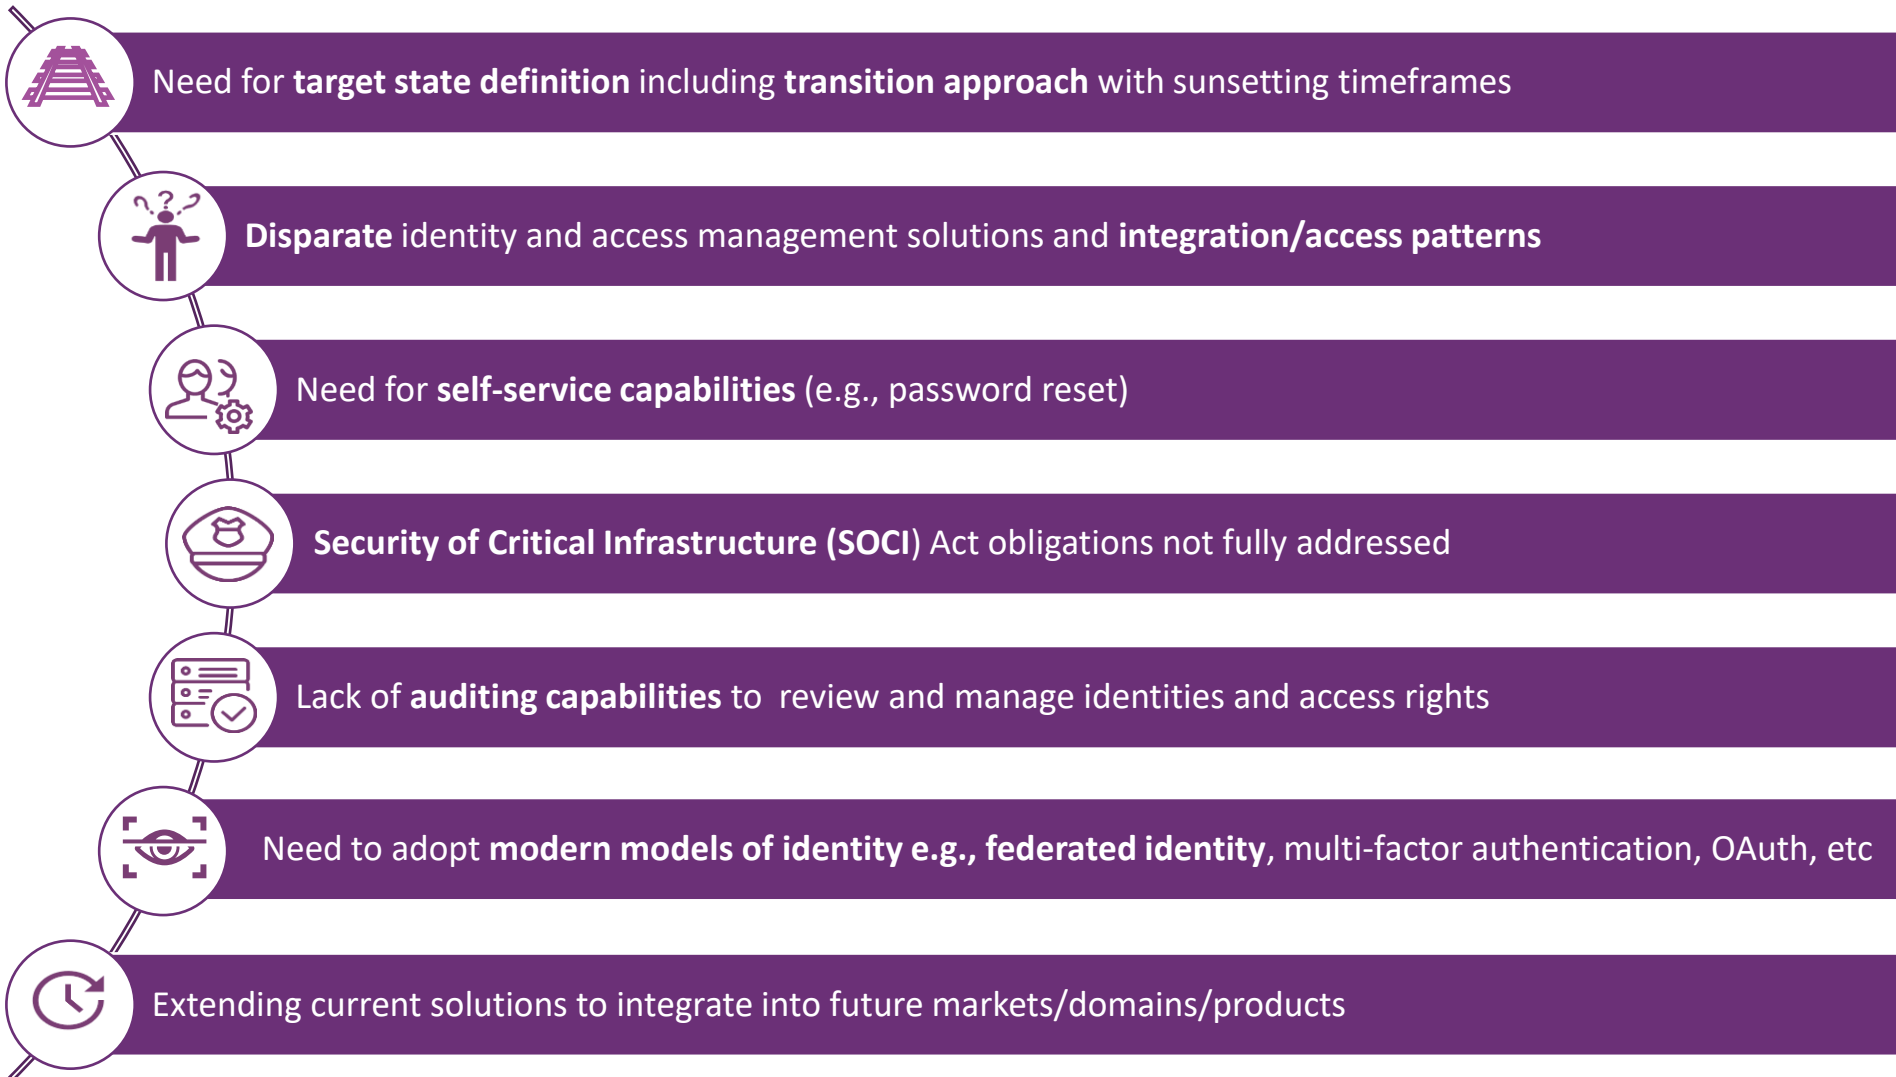 Need for target state definition including transition approach with sunsetting timeframes
? ? ?
Disparate identity and access management solutions and integration/access patterns
Need for self-service capabilities (e.g., password reset)
Security of Critical Infrastructure (SOCI) Act obligations not fully addressed
Lack of auditing capabilities to  review and manage identities and access rights
Need to adopt modern models of identity e.g., federated identity, multi-factor authentication, OAuth, etc
Extending current solutions to integrate into future markets/domains/products